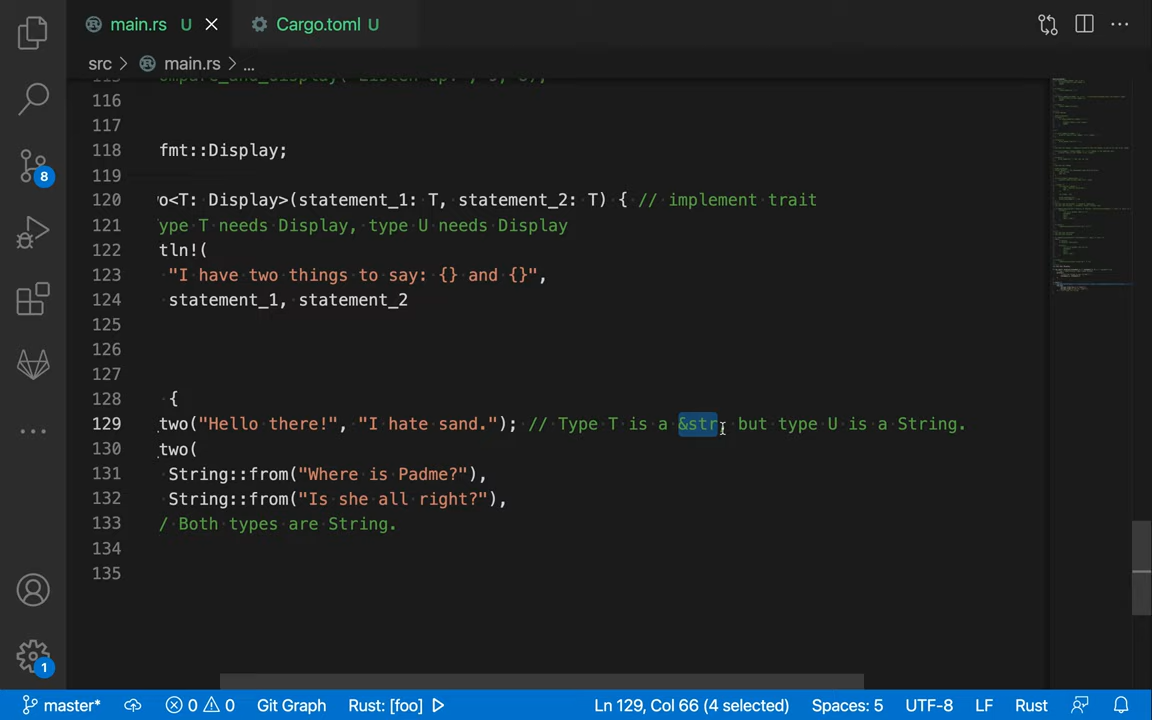 main.rs U
Cargo.toml U
src > main.rs > ...
116
117
118 fmt::Display;
119
120 o<T: Display>(statement_1: T, statement_2: T) { // implement trait
121 ype T needs Display, type U needs Display
122 tln!(
123 "I have two things to say: {} and {}",
124 statement_1, statement_2
125
126
127
128 {
129 two("Hello there!", "I hate sand."); // Type T is a &str, but type U is a String.
130 two(
131 String::from("Where is Padme?"),
132 String::from("Is she all right?"),
133 / Both types are String.
134
135
8
1
master* 0 0 Git Graph Rust: [foo] Ln 129, Col 66 (4 selected) Spaces: 5 UTF-8 LF Rust